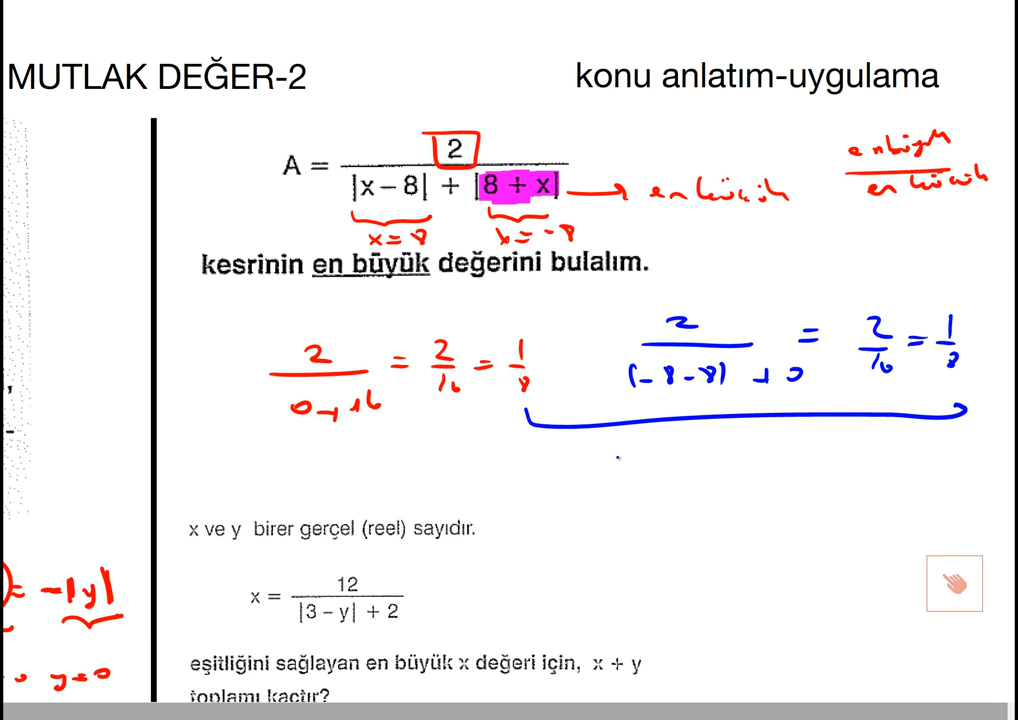 MUTLAK DEĞER-2
konu anlatım-uygulama
A = 2 / |x − 8| + |8 + x|
en küçük
en büyük / en küçük
x = 8
x = -8
kesrinin en büyük değerini bulalım.
2 / 0+16 = 2/16 = 1/8
2 / |-8-8| + 0 = 2/16 = 1/8
x ve y birer gerçel (reel) sayıdır.
= -|y|
x = 12 / |3 − y| + 2
eşitliğini sağlayan en büyük x değeri için, x + y
y=0
toplamı kaçtır?